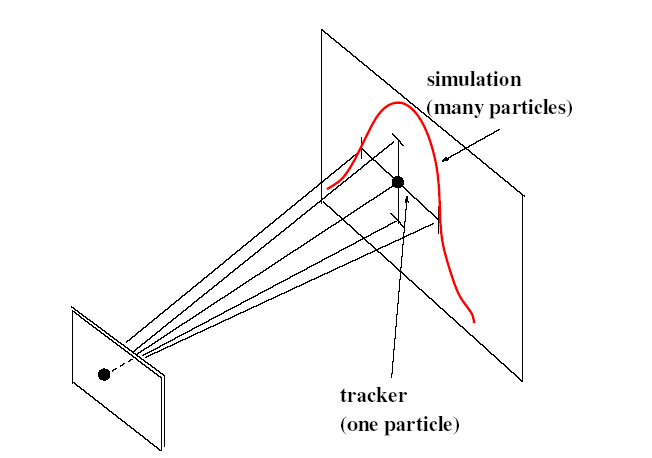 simulation
(many particles)
tracker
(one particle)